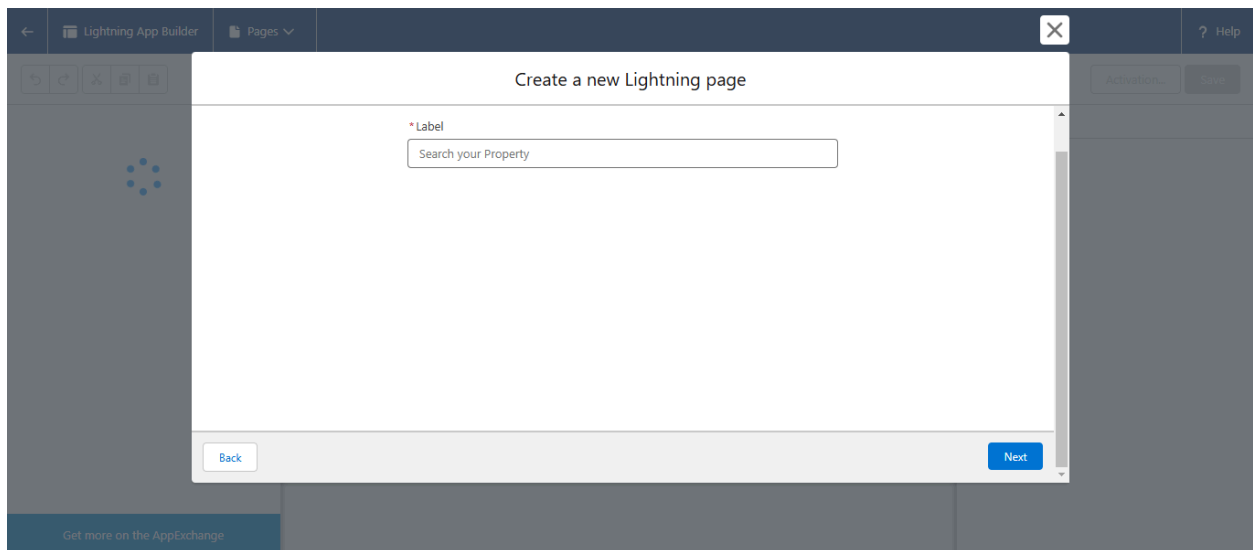 Lightning App Builder
Pages
? Help
Create a new Lightning page
Activation...
Save
*Label
Search your Property
Back
Next
Get more on the AppExchange